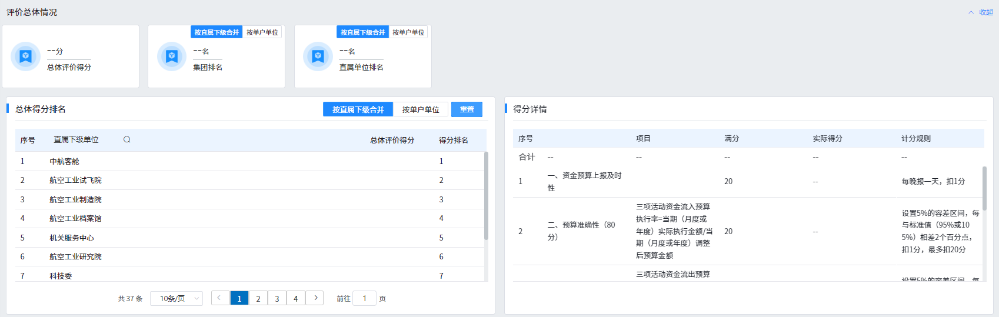 评价总体情况
收起
--分
总体评价得分
按直属下级合并 按单户单位
--名
集团排名
按直属下级合并 按单户单位
--名
直属单位排名
总体得分排名
按直属下级合并 按单户单位 重置
序号 直属下级单位 总体评价得分 得分排名
1 中航客舱 1
2 航空工业试飞院 2
3 航空工业制造院 3
4 航空工业档案馆 4
5 机关服务中心 5
6 航空工业研究院 6
7 科技委 7
共 37 条 10条/页 1 2 3 4 前往 1 页
得分详情
序号 项目 满分 实际得分 计分规则
合计 -- -- -- -- --
1 一、资金预算上报及时
性
20 -- 每晚报一天，扣1分
2 二、预算准确性（80
分）
三项活动资金流入预算
执行率=当期（月度或
年度）实际执行金额/当
期（月度或年度）调整
后预算金额
20 --
设置5%的容差区间，每
与标准值（95%或10
5%）相差2个百分点，
扣1分，最多扣20分
三项活动资金流出预算
设置5%的容差区间，每